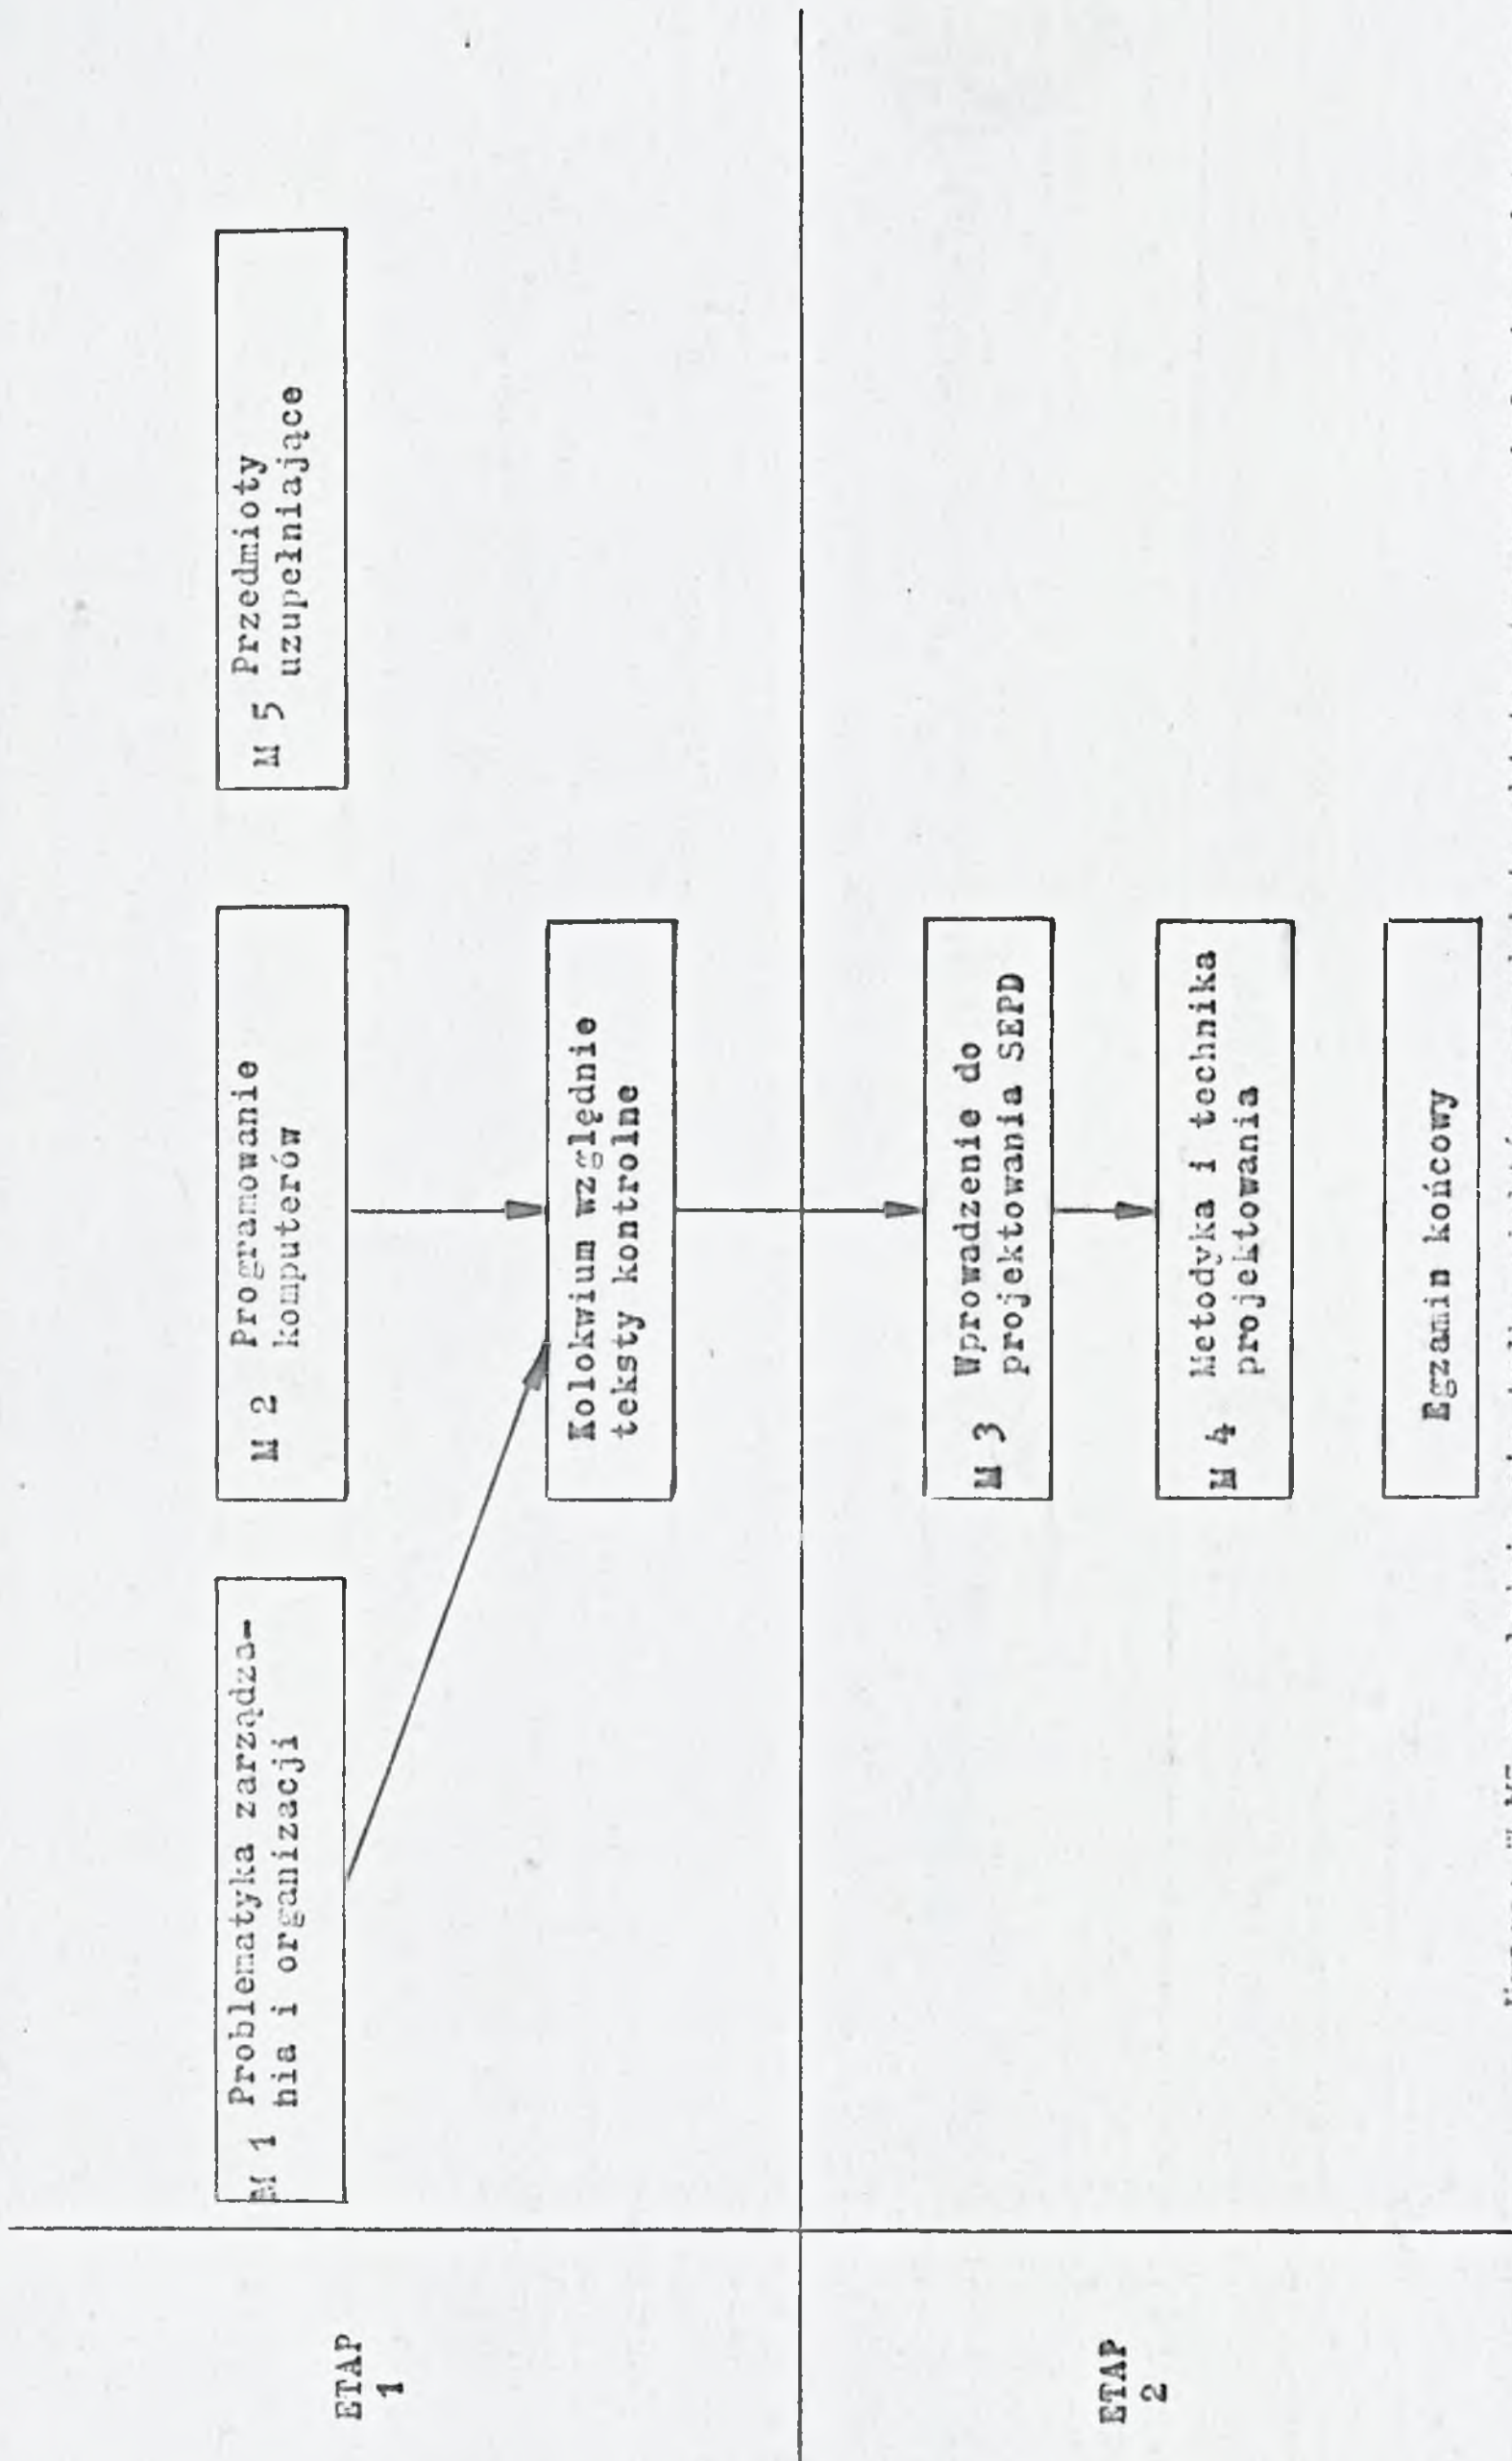 ETAP
1
M 1 Problematyka zarządza-
nia i organizacji
M 2 Programowanie
komputerów
M 5 Przedmioty
uzupełniające
Kolokwium względnie
teksty kontrolne
ETAP
2
M 3 Wprowadzenie do
projektowania SEPD
M 4 Metodyka i technika
projektowania
Egzamin końcowy